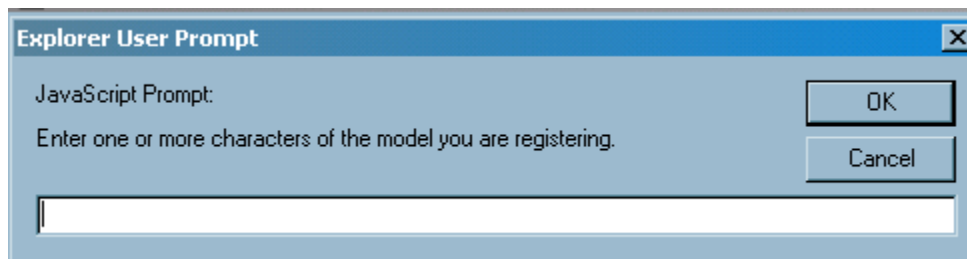 Explorer User Prompt
JavaScript Prompt:
OK
Enter one or more characters of the model you are registering.
Cancel